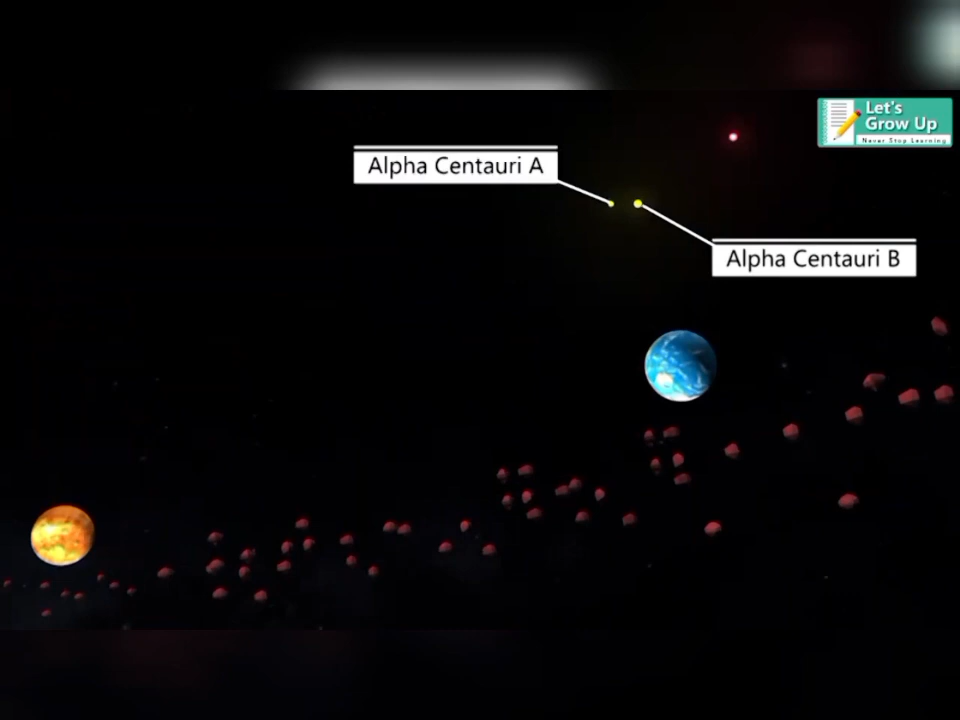 Let's
Grow Up
Never Stop Learning
Alpha Centauri A
Alpha Centauri B